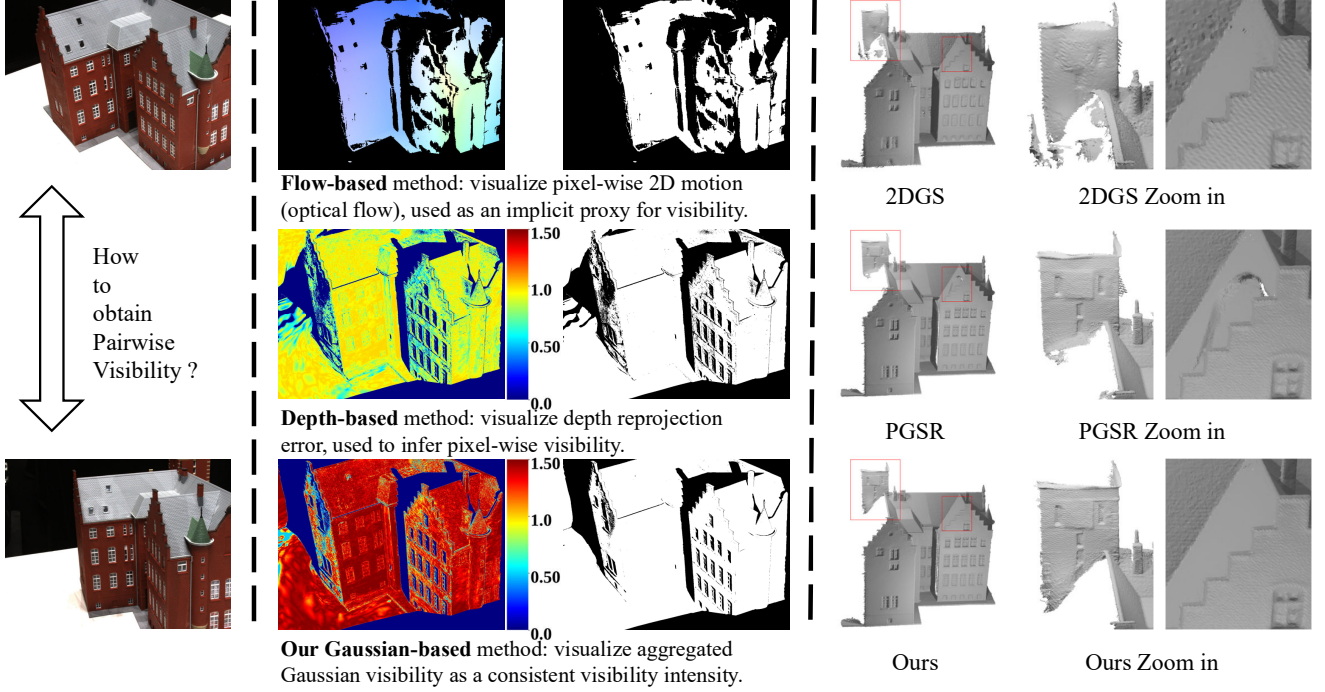 How
to
obtain
Pairwise
Visibility ?
Flow-based method: visualize pixel-wise 2D motion
(optical flow), used as an implicit proxy for visibility.
1.50
1.0
0.50
0.0
Depth-based method: visualize depth reprojection
error, used to infer pixel-wise visibility.
1.50
1.0
0.50
0.0
Our Gaussian-based method: visualize aggregated
Gaussian visibility as a consistent visibility intensity.
2DGS
2DGS Zoom in
PGSR
PGSR Zoom in
Ours
Ours Zoom in